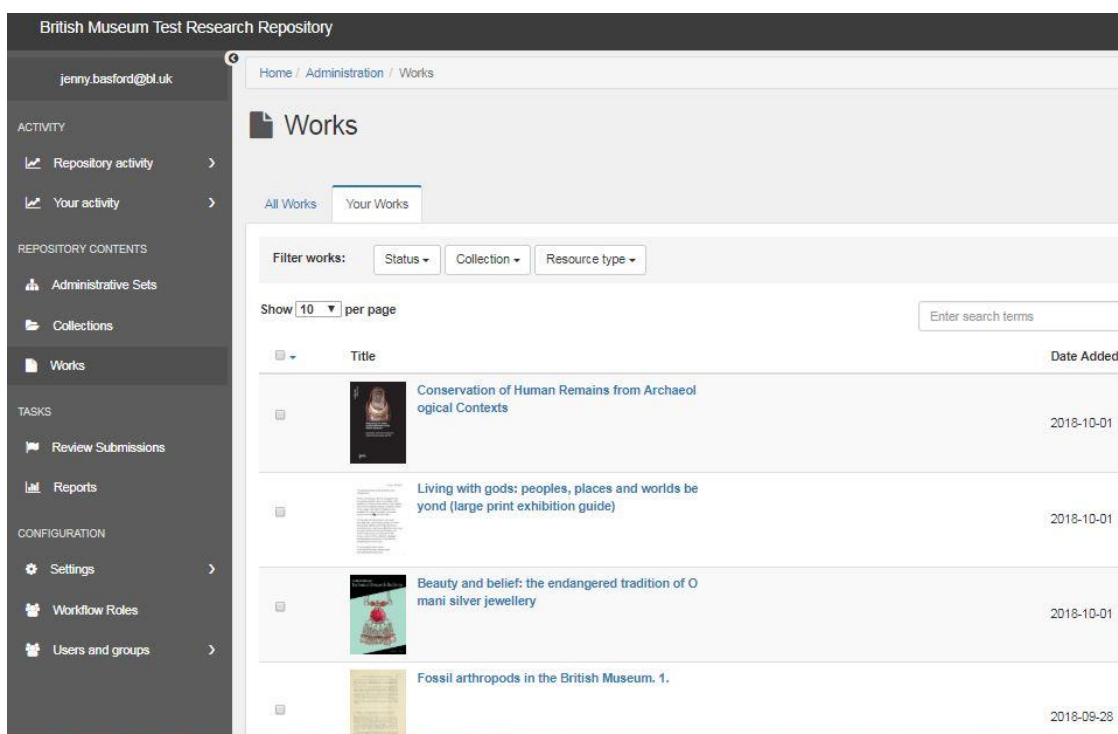 British Museum Test Research Repository
jenny.basford@bl.uk
ACTIVITY
Repository activity
Your activity
REPOSITORY CONTENTS
Administrative Sets
Collections
Works
TASKS
Review Submissions
Reports
CONFIGURATION
Settings
Workflow Roles
Users and groups
Home / Administration / Works
Works
All Works
Your Works
Filter works:
Status
Collection
Resource type
Show 10 per page
Enter search terms
Title
Date Added
Conservation of Human Remains from Archaeol
ogical Contexts
2018-10-01
Living with gods: peoples, places and worlds be
yond (large print exhibition guide)
2018-10-01
Beauty and belief: the endangered tradition of O
mani silver jewellery
2018-10-01
Fossil arthropods in the British Museum. 1.
2018-09-28